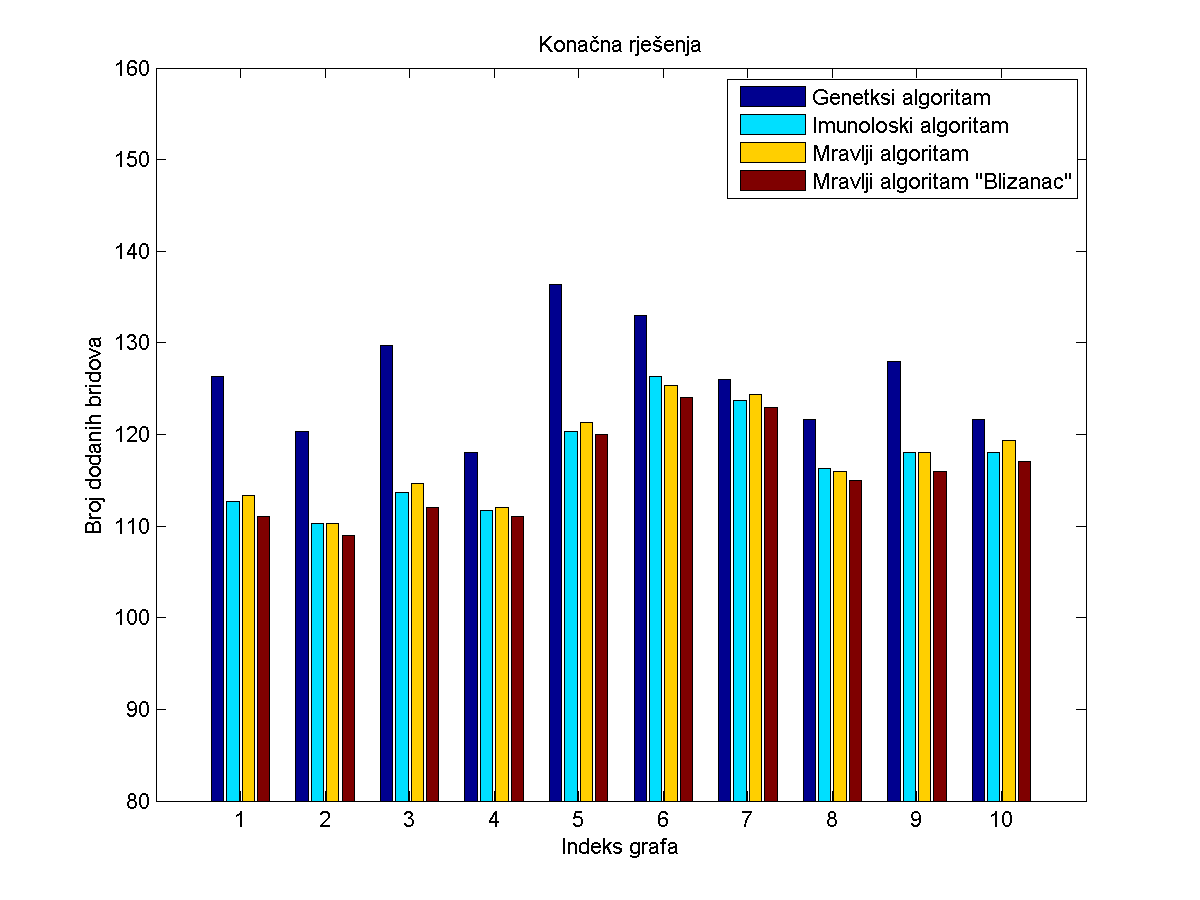 Konačna rješenja
160
150
140
130
120
110
100
90
80
Broj dodanih bridova
Genetksi algoritam
Imunoloski algoritam
Mravlji algoritam
Mravlji algoritam "Blizanac"
1 2 3 4 5 6 7 8 9 10
Indeks grafa